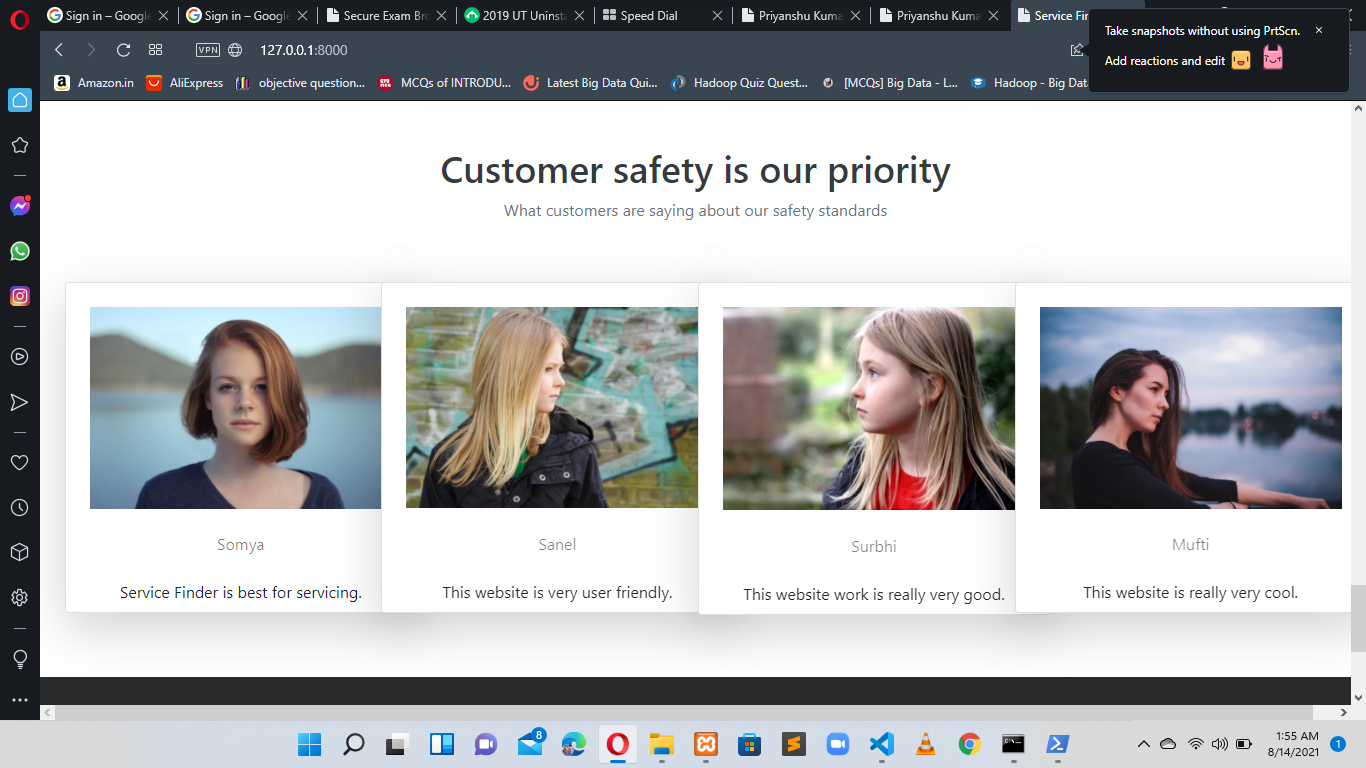 Sign in – Google
Sign in – Google
Secure Exam Bro
2019 UT Uninsta
Speed Dial
Priyanshu Kuma
Priyanshu Kuma
Service Fin
Take snapshots without using PrtScn.
Add reactions and edit
VPN
127.0.0.1:8000
Amazon.in
AliExpress
objective question...
MCQs of INTRODU...
Latest Big Data Qui...
Hadoop Quiz Quest...
[MCQs] Big Data - L...
Hadoop - Big Dat
Customer safety is our priority
What customers are saying about our safety standards
Somya
Sanel
Surbhi
Mufti
Service Finder is best for servicing.
This website is very user friendly.
This website work is really very good.
This website is really very cool.
8
1:55 AM
8/14/2021
1